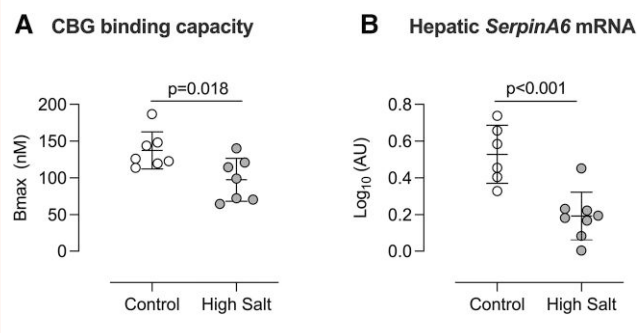 A CBG binding capacity
p=0.018
200
150
100
50
0
Bmax (nM)
Control High Salt
B Hepatic SerpinA6 mRNA
p<0.001
0.8
0.6
0.4
0.2
0.0
Log10 (AU)
Control High Salt